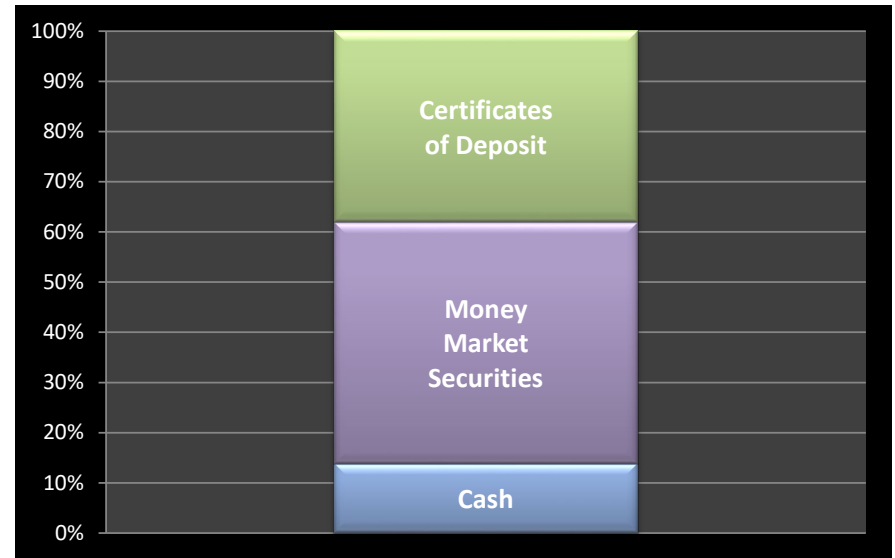 100%
90%
80%
70%
60%
50%
40%
30%
20%
10%
0%
Certificates
of Deposit
Money
Market
Securities
Cash